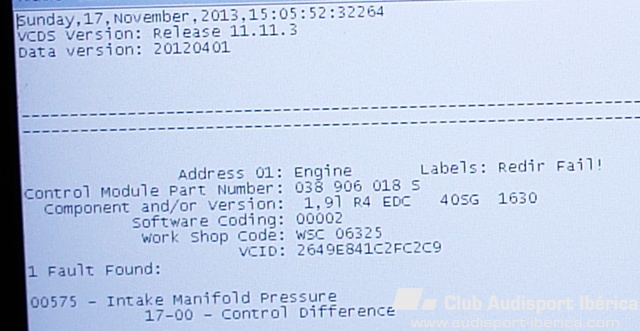 Sunday,17,November,2013,15:05:52:32264
VCDS Version: Release 11.11.3
Data version: 20120401
--------------------------------------------------------------------------------
--------------------------------------------------------------------------------
Address 01: Engine Labels: Redir Fail!
Control Module Part Number: 038 906 018 S
Component and/or Version: 1,9l R4 EDC 40SG 1630
Software Coding: 00002
Work Shop Code: WSC 06325
VCID: 2649E841C2FC2C9
1 Fault Found:
00575 - Intake Manifold Pressure
17-00 - Control Difference
Club Audisport Ibérica
www.audisport-iberica.com